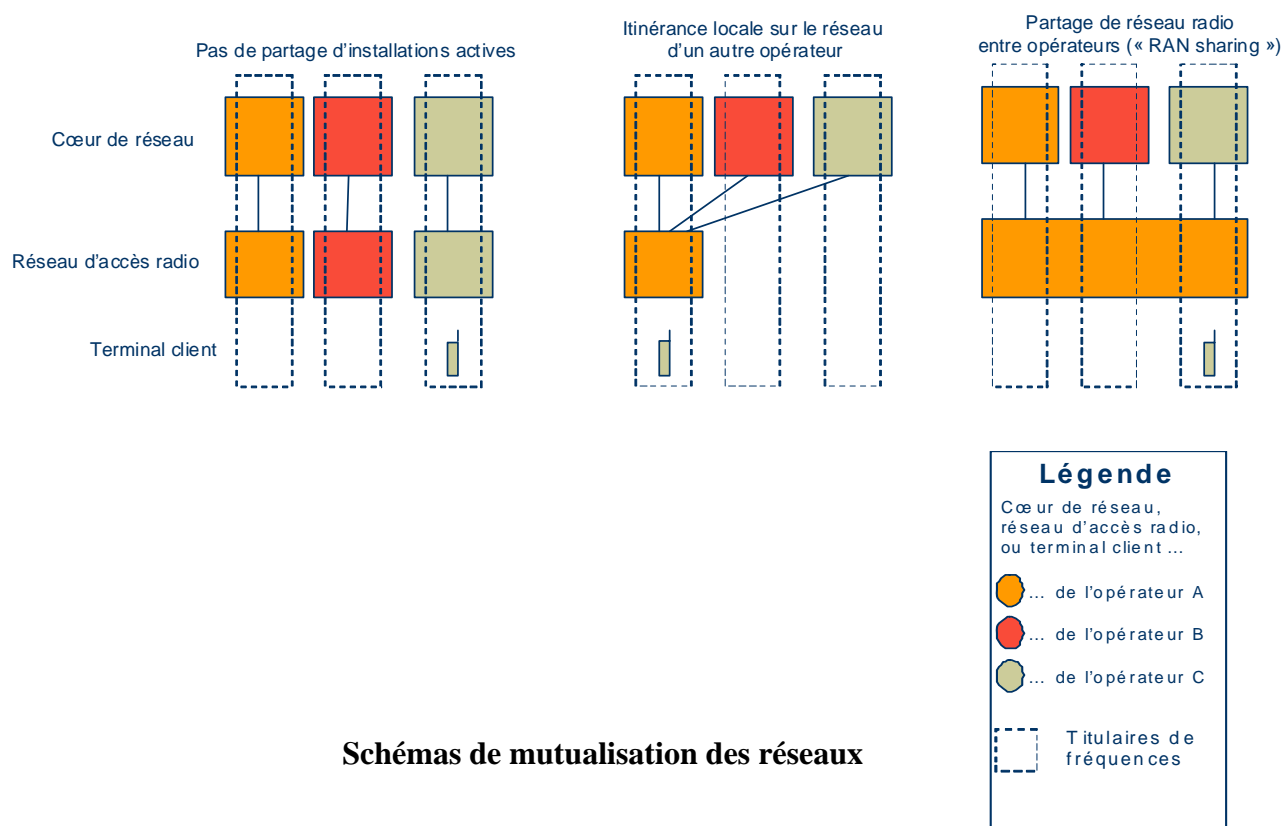 Pas de partage d'installations actives
Itinérance locale sur le réseau
d'un autre opérateur
Partage de réseau radio
entre opérateurs (« RAN sharing »)
Cœur de réseau
Réseau d'accès radio
Terminal client
Légende
Cœur de réseau,
réseau d'accès radio,
ou terminal client ...
... de l'opérateur A
... de l'opérateur B
... de l'opérateur C
Titulaires de
fréquences
Schémas de mutualisation des réseaux